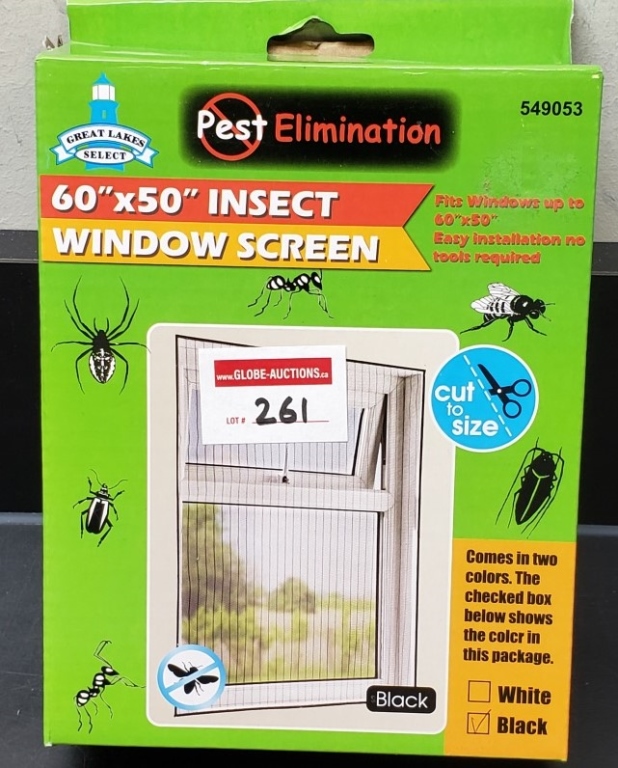 GREAT LAKES
SELECT
Pest Elimination
549053
60"x50" INSECT
WINDOW SCREEN
Fits Windows up to
60"x50"
Easy installation no
tools required
www.GLOBE-AUCTIONS.ca
LOT # 261
cut
to
size
Comes in two
colors. The
checked box
below shows
the colcr in
this package.
White
Black
Black